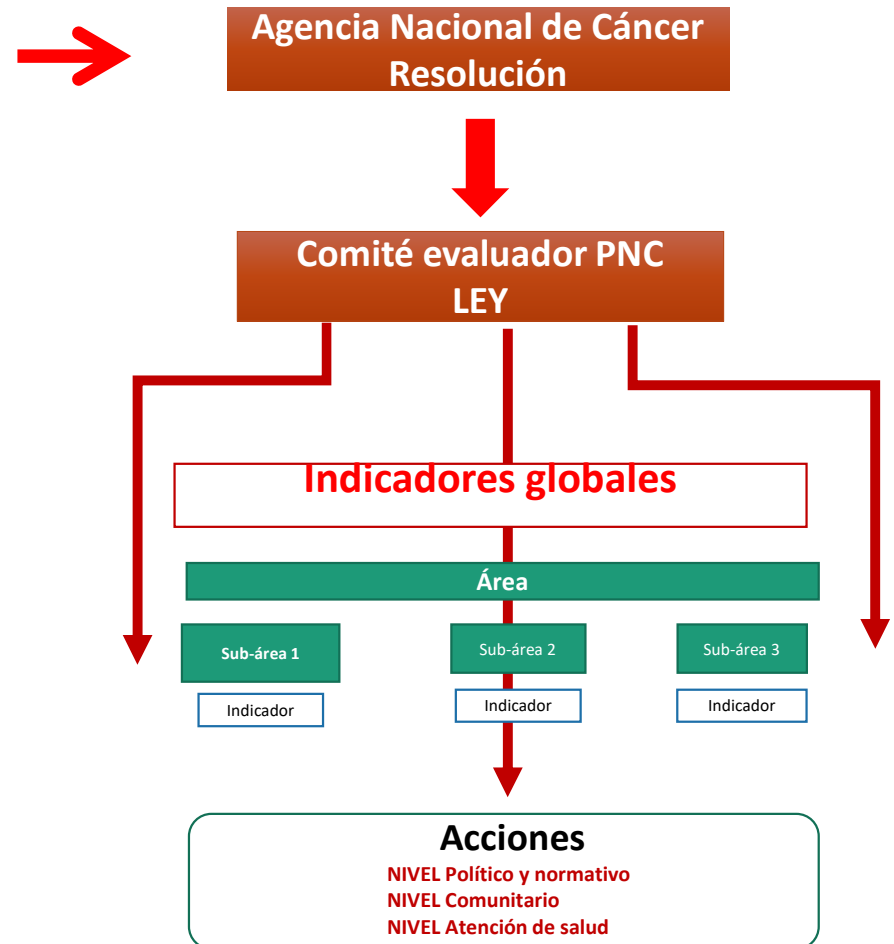 Agencia Nacional de Cáncer
Resolución
Comité evaluador PNC
LEY
Indicadores globales
Área
Sub-área 1
Sub-área 2
Sub-área 3
Indicador
Indicador
Indicador
Acciones
NIVEL Político y normativo
NIVEL Comunitario
NIVEL Atención de salud